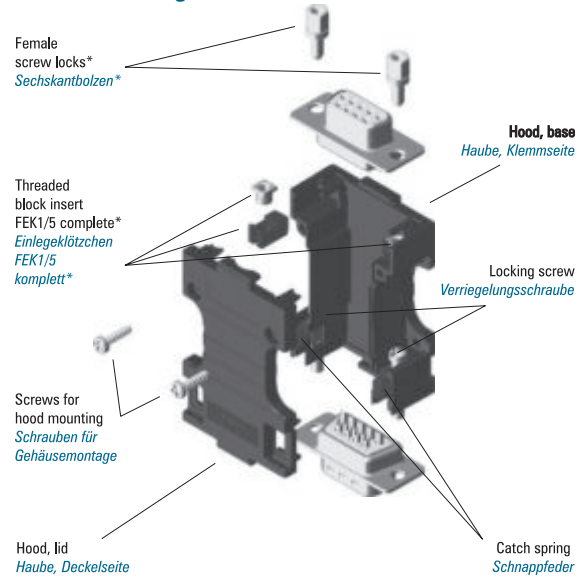 Female
screw locks*
Sechskantbolzen*
Hood, base
Haube, Klemmseite
Threaded
block insert
FEK1/5 complete*
Einlegeklötzchen
FEK1/5
komplett*
Locking screw
Verriegelungsschraube
Screws for
hood mounting
Schrauben für
Gehäusemontage
Hood, lid
Haube, Deckelseite
Catch spring
Schnappfeder